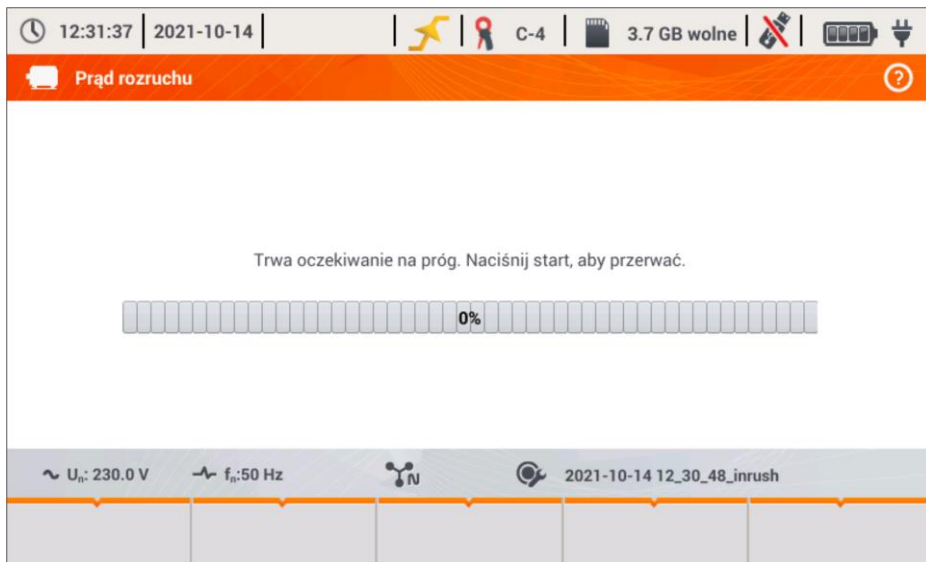 12:31:37 2021-10-14 C-4 3.7 GB wolne
Prąd rozruchu ?
Trwa oczekiwanie na próg. Naciśnij start, aby przerwać.
0%
Uₙ: 230.0 V fₙ:50 Hz N 2021-10-14 12_30_48_inrush